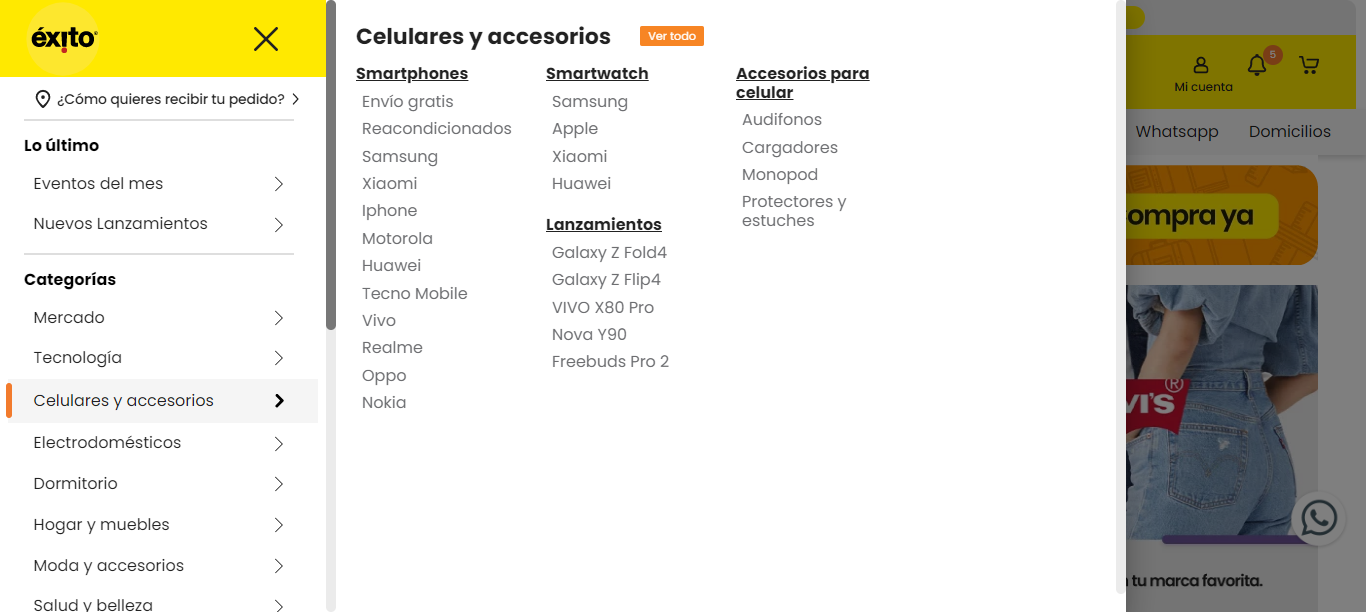 éxito
¿Cómo quieres recibir tu pedido?
Lo último
Eventos del mes
Nuevos Lanzamientos
Categorías
Mercado
Tecnología
Celulares y accesorios
Electrodomésticos
Dormitorio
Hogar y muebles
Moda y accesorios
Salud y belleza
Celulares y accesorios
Ver todo
Smartphones
Envío gratis
Reacondicionados
Samsung
Xiaomi
Iphone
Motorola
Huawei
Tecno Mobile
Vivo
Realme
Oppo
Nokia
Smartwatch
Samsung
Apple
Xiaomi
Huawei
Lanzamientos
Galaxy Z Fold4
Galaxy Z Flip4
VIVO X80 Pro
Nova Y90
Freebuds Pro 2
Accesorios para
celular
Audifonos
Cargadores
Monopod
Protectores y
estuches
5
Mi cuenta
Whatsapp
Domicilios
ompra ya
VI'S
®
tu marca favorita.